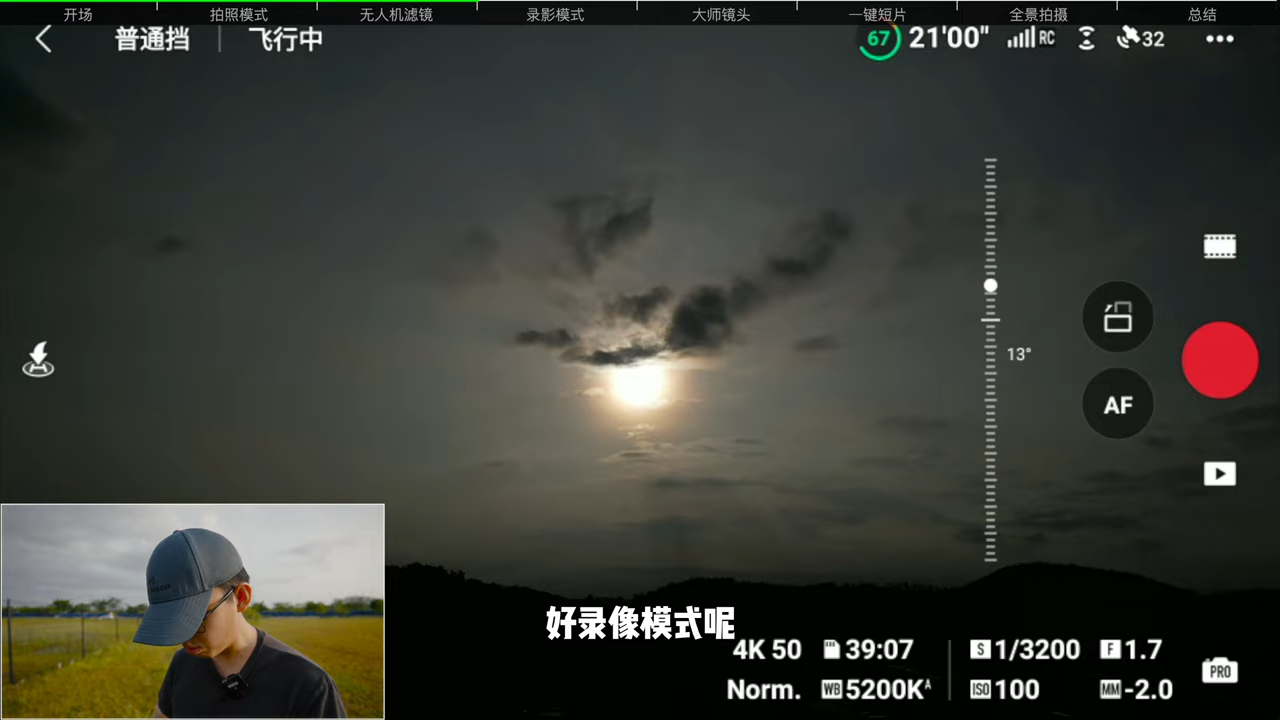 开场 拍照模式 无人机滤镜 录影模式 大师镜头 一键短片 全景拍摄 总结
普通挡 飞行中 67 21'00" RC 32
13°
AF
好录像模式呢
4K 50 39:07 S 1/3200 F 1.7
Norm. WB 5200K A ISO 100 MM -2.0
PRO